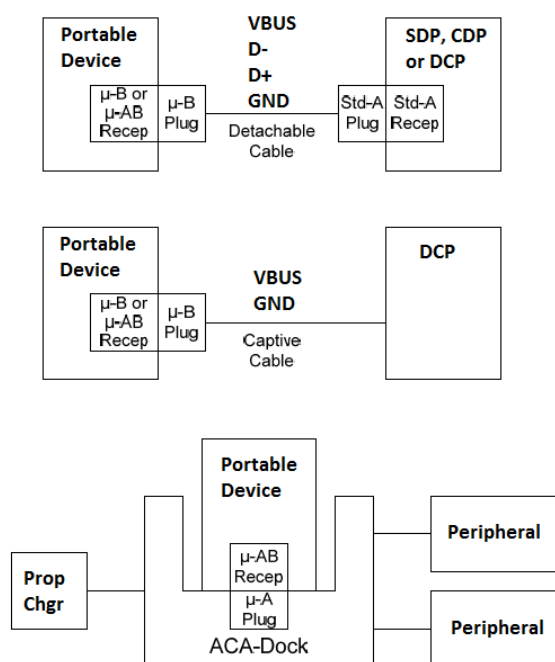 Portable
Device
VBUS
D-
D+
GND
SDP, CDP
or DCP
μ-B or
μ-AB
Recep
μ-B
Plug
Detachable
Cable
Std-A
Plug
Std-A
Recep
Portable
Device
VBUS
GND
DCP
μ-B or
μ-AB
Recep
μ-B
Plug
Captive
Cable
Portable
Device
μ-AB
Recep
μ-A
Plug
ACA-Dock
Prop
Chgr
Peripheral
Peripheral